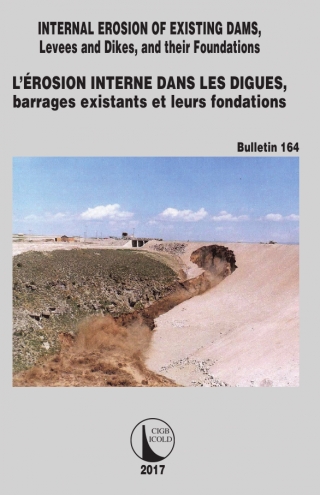 INTERNAL EROSION OF EXISTING DAMS,
Levees and Dikes, and their Foundations
L'ÉROSION INTERNE DANS LES DIGUES,
barrages existants et leurs fondations
Bulletin 164
CIGB
ICOLD
2017